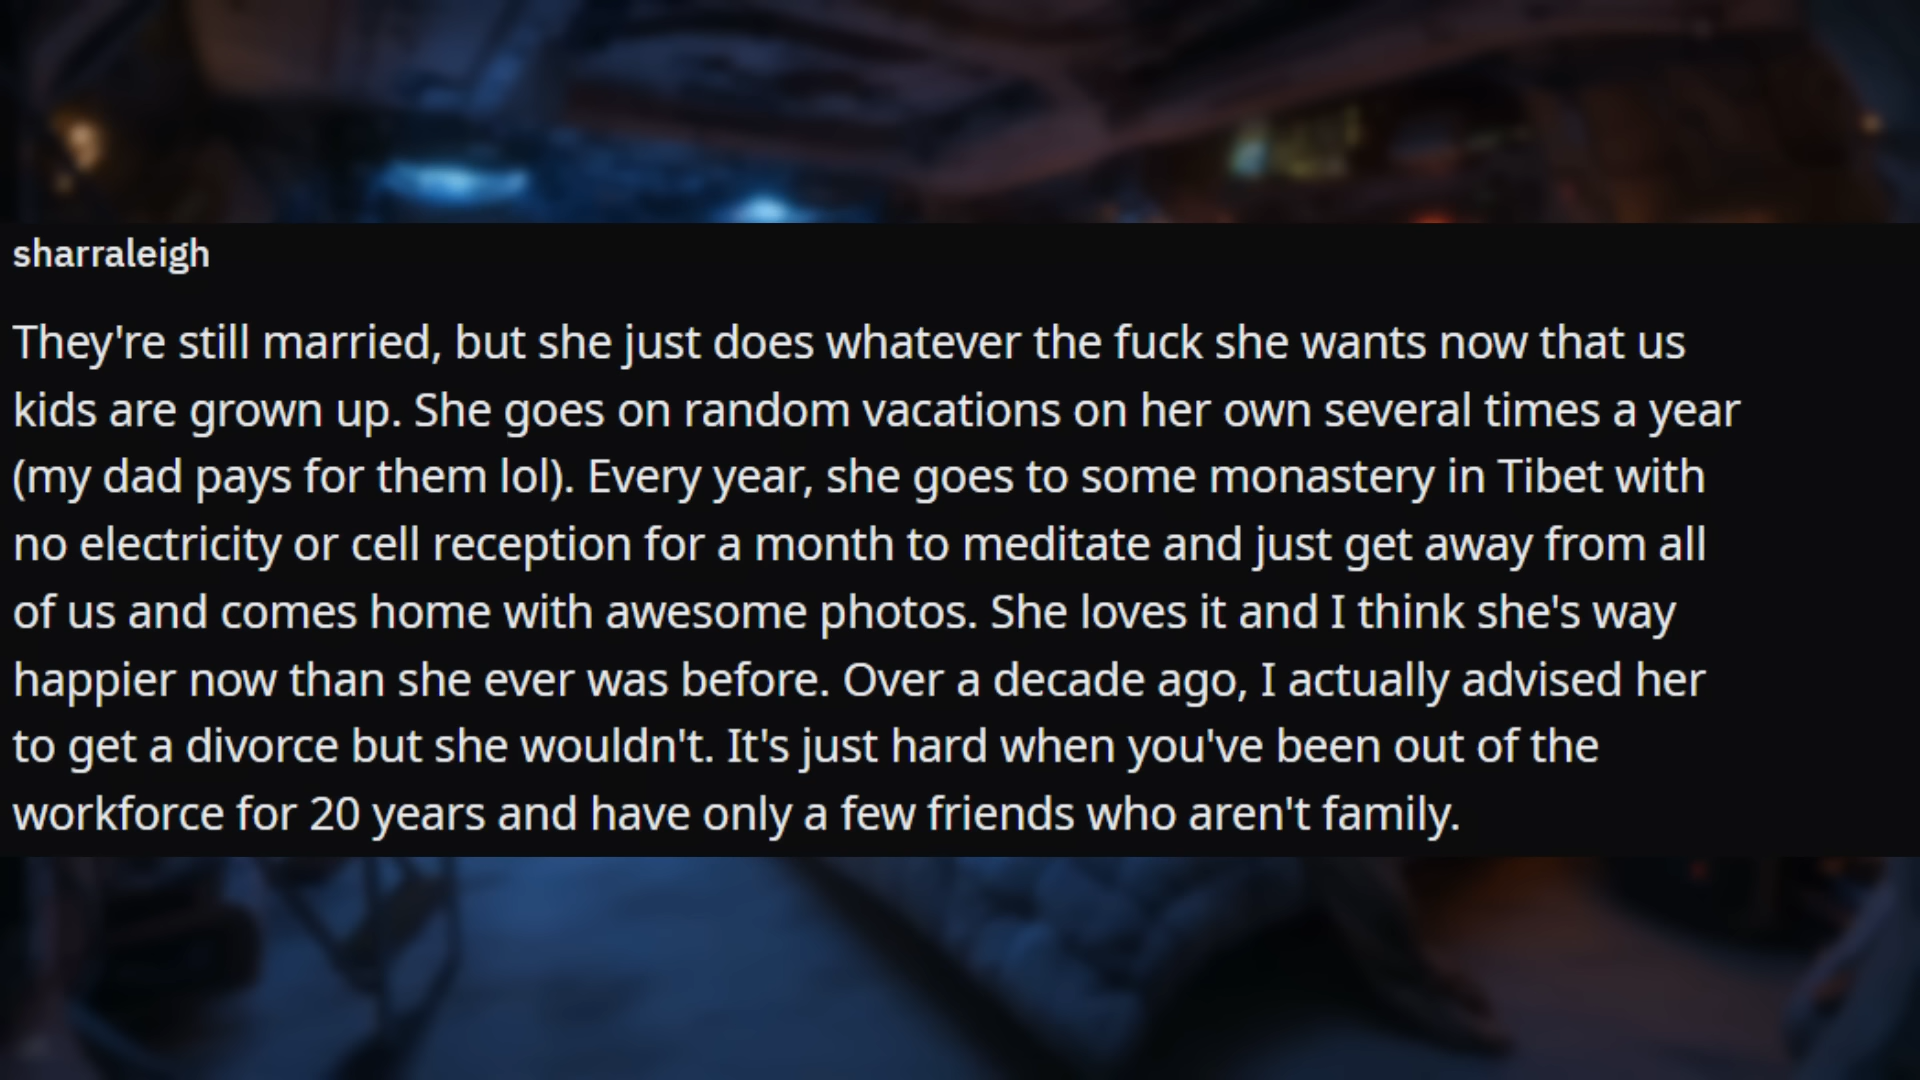 sharraleigh
They're still married, but she just does whatever the fuck she wants now that us
kids are grown up. She goes on random vacations on her own several times a year
(my dad pays for them lol). Every year, she goes to some monastery in Tibet with
no electricity or cell reception for a month to meditate and just get away from all
of us and comes home with awesome photos. She loves it and I think she's way
happier now than she ever was before. Over a decade ago, I actually advised her
to get a divorce but she wouldn't. It's just hard when you've been out of the
workforce for 20 years and have only a few friends who aren't family.